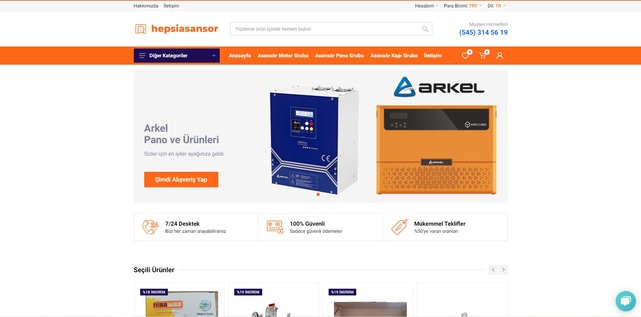 Hakkımızda İletişim
Hesabım Para Birimi: TRY Dil: TR
hepsiasansor
Yüzlerce ürün içinde hemen bulun
Müşteri Hizmetleri
(545) 314 56 19
Diğer Kategoriler
Anasayfa Asansör Motor Grubu Asansör Pano Grubu Asansör Kapı Grubu İletişim
0 0
ARKEL
Arkel
Pano ve Ürünleri
Sizler için en iyiler ayağınıza geldi.
Şimdi Alışveriş Yap
7/24 Destek
Bizi her zaman arayabilirsiniz
100% Güvenli
Sadece güvenli ödemeler
Mükemmel Teklifler
%50'ye varan oranları
Seçili Ürünler
%18 İNDİRİM
%19 İNDİRİM
%19 İNDİRİM